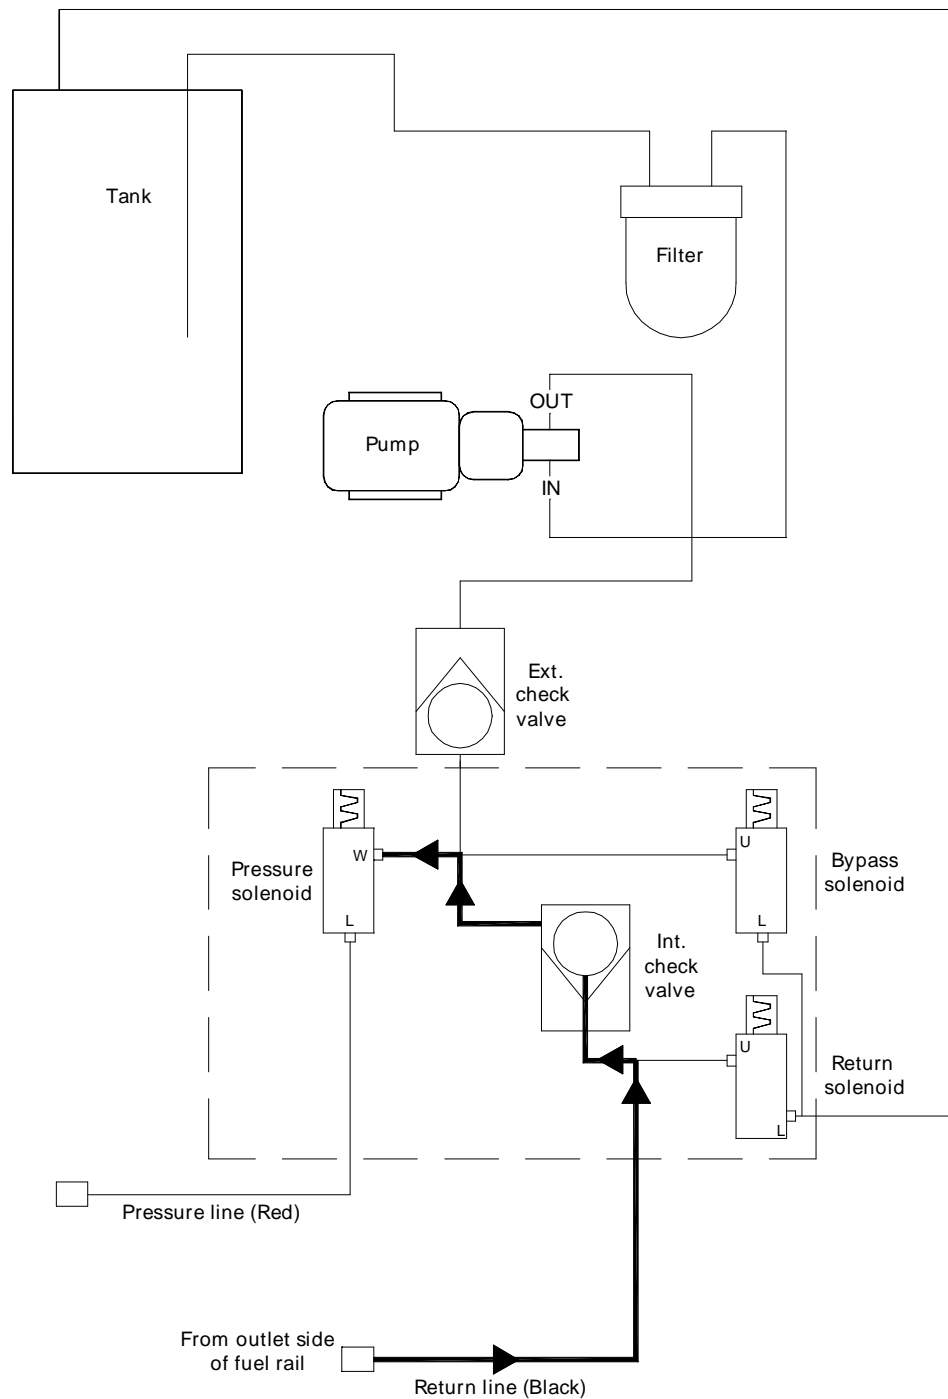 Tank
Filter
OUT
Pump
IN
Ext.
check
valve
W
Pressure
solenoid
L
U
Bypass
solenoid
L
Int.
check
valve
U
Return
solenoid
L
Pressure line (Red)
From outlet side
of fuel rail
Return line (Black)